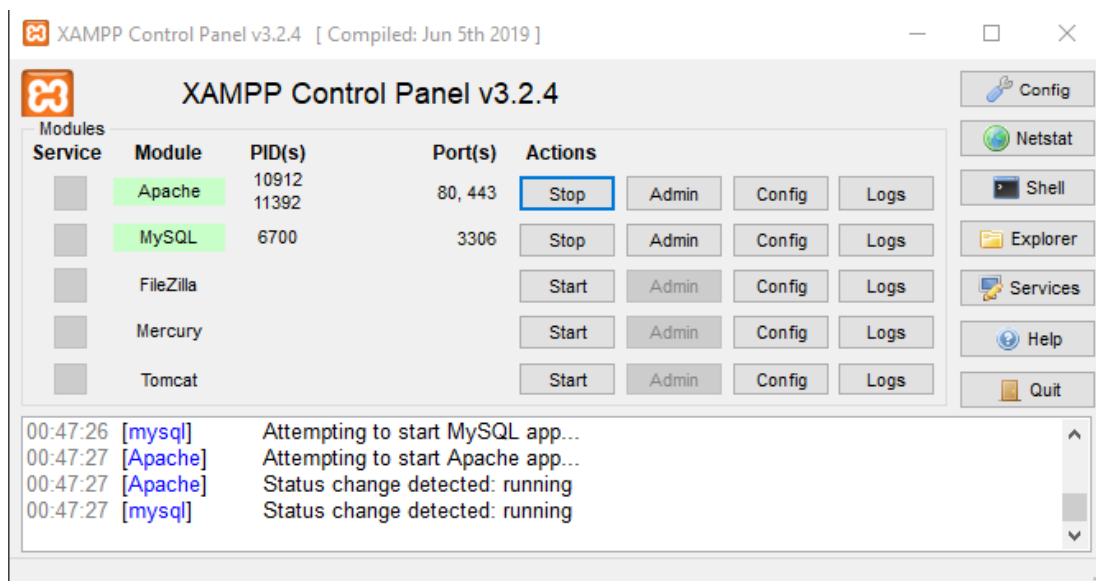 XAMPP Control Panel v3.2.4 [ Compiled: Jun 5th 2019 ]
XAMPP Control Panel v3.2.4
Config
Modules
Netstat
Service Module PID(s) Port(s) Actions
Apache 10912 11392 80, 443 Stop Admin Config Logs
Shell
MySQL 6700 3306 Stop Admin Config Logs
Explorer
FileZilla Start Admin Config Logs
Services
Mercury Start Admin Config Logs
Help
Tomcat Start Admin Config Logs
Quit
00:47:26 [mysql] Attempting to start MySQL app...
00:47:27 [Apache] Attempting to start Apache app...
00:47:27 [Apache] Status change detected: running
00:47:27 [mysql] Status change detected: running